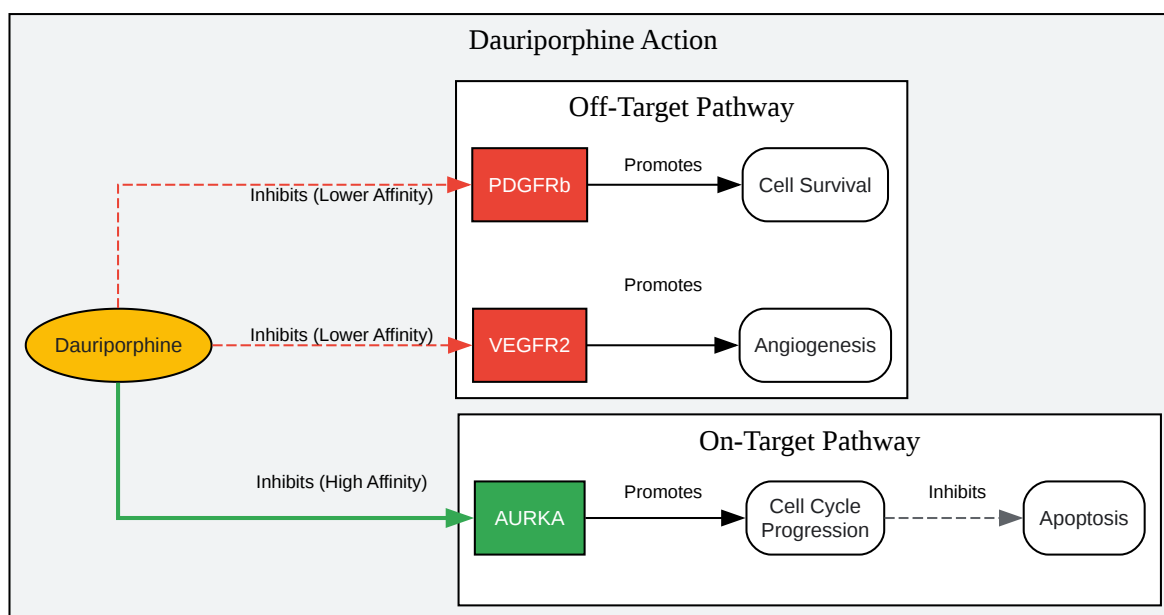 Dauriporphine Action
Off-Target Pathway
PDGFRb
Promotes
Cell Survival
Inhibits (Lower Affinity)
Promotes
Inhibits (Lower Affinity)
Dauriporphine
VEGFR2
Angiogenesis
On-Target Pathway
Inhibits (High Affinity)
AURKA
Promotes
Cell Cycle
Progression
Inhibits
Apoptosis